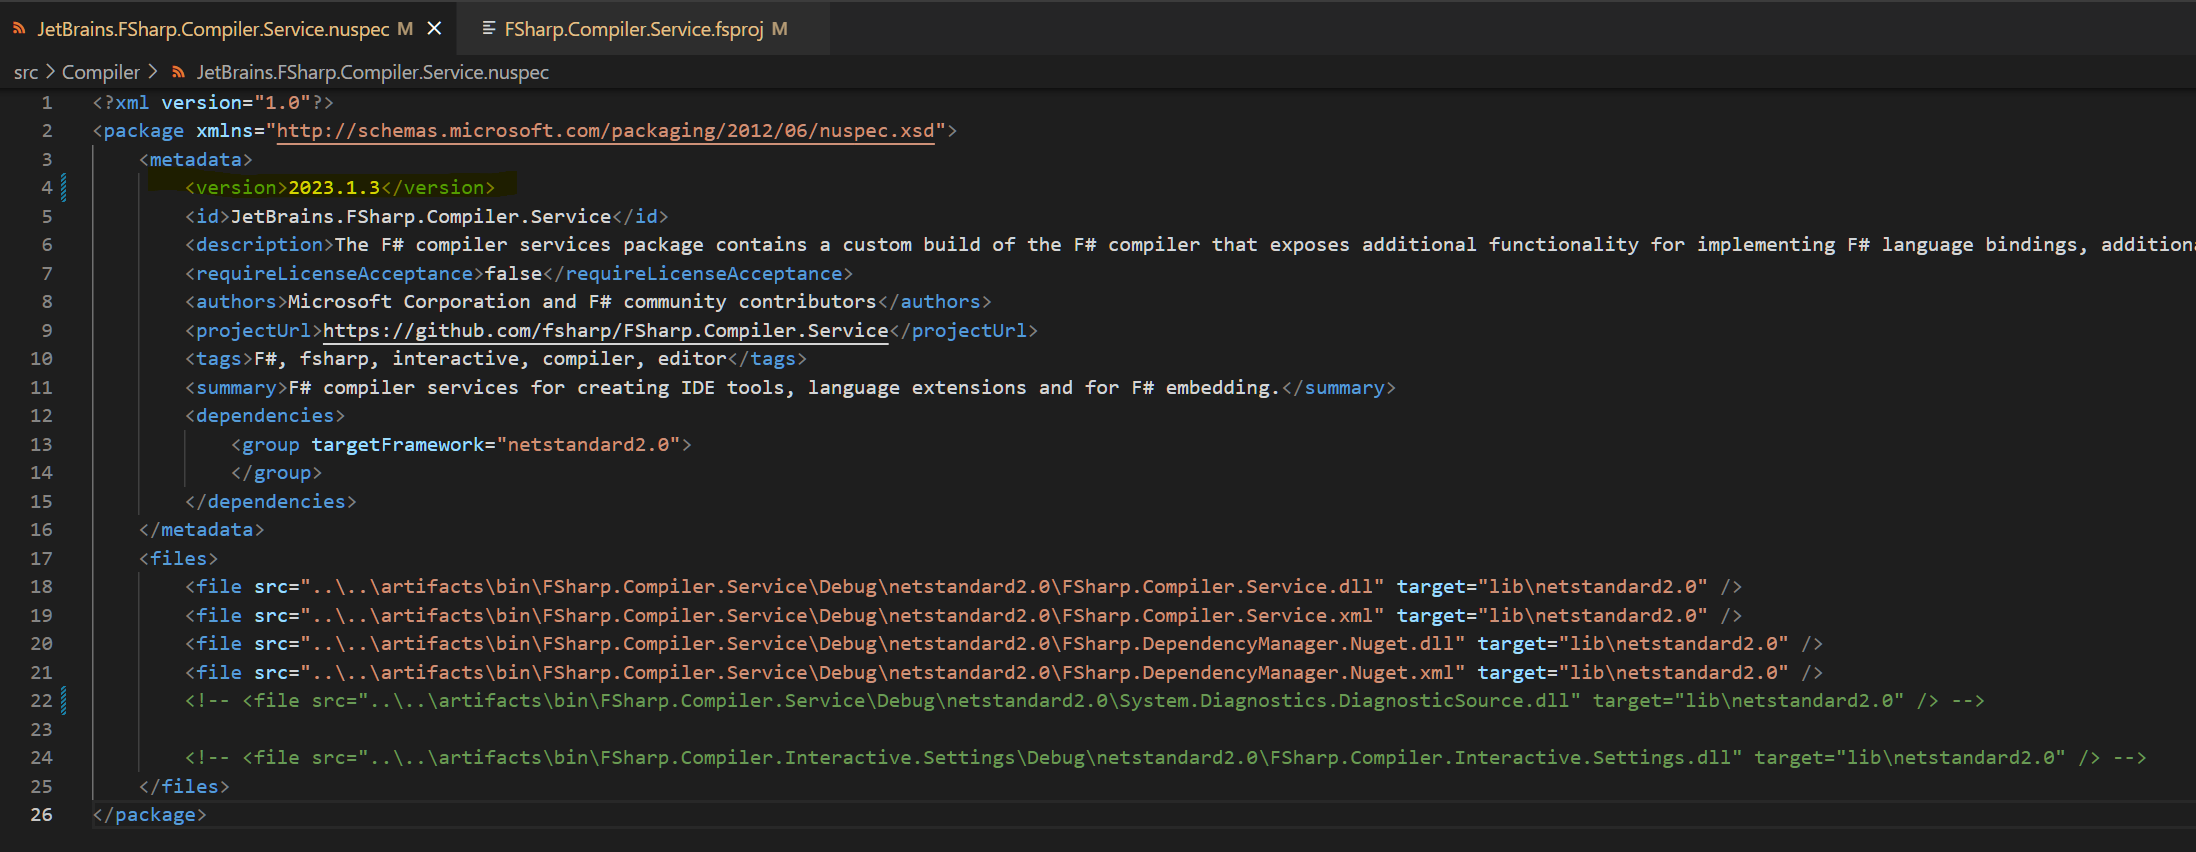 JetBrains.FSharp.Compiler.Service.nuspec M FSharp.Compiler.Service.fsproj M
src > Compiler > JetBrains.FSharp.Compiler.Service.nuspec
1 <?xml version="1.0"?>
2 <package xmlns="http://schemas.microsoft.com/packaging/2012/06/nuspec.xsd">
3 <metadata>
4 <version>2023.1.3</version>
5 <id>JetBrains.FSharp.Compiler.Service</id>
6 <description>The F# compiler services package contains a custom build of the F# compiler that exposes additional functionality for implementing F# language bindings, additiona
7 <requireLicenseAcceptance>false</requireLicenseAcceptance>
8 <authors>Microsoft Corporation and F# community contributors</authors>
9 <projectUrl>https://github.com/fsharp/FSharp.Compiler.Service</projectUrl>
10 <tags>F#, fsharp, interactive, compiler, editor</tags>
11 <summary>F# compiler services for creating IDE tools, language extensions and for F# embedding.</summary>
12 <dependencies>
13 <group targetFramework="netstandard2.0">
14 </group>
15 </dependencies>
16 </metadata>
17 <files>
18 <file src="..\..\artifacts\bin\FSharp.Compiler.Service\Debug\netstandard2.0\FSharp.Compiler.Service.dll" target="lib\netstandard2.0" />
19 <file src="..\..\artifacts\bin\FSharp.Compiler.Service\Debug\netstandard2.0\FSharp.Compiler.Service.xml" target="lib\netstandard2.0" />
20 <file src="..\..\artifacts\bin\FSharp.Compiler.Service\Debug\netstandard2.0\FSharp.DependencyManager.Nuget.dll" target="lib\netstandard2.0" />
21 <file src="..\..\artifacts\bin\FSharp.Compiler.Service\Debug\netstandard2.0\FSharp.DependencyManager.Nuget.xml" target="lib\netstandard2.0" />
22 <!-- <file src="..\..\artifacts\bin\FSharp.Compiler.Service\Debug\netstandard2.0\System.Diagnostics.DiagnosticSource.dll" target="lib\netstandard2.0" /> -->
23
24 <!-- <file src="..\..\artifacts\bin\FSharp.Compiler.Interactive.Settings\Debug\netstandard2.0\FSharp.Compiler.Interactive.Settings.dll" target="lib\netstandard2.0" /> -->
25 </files>
26 </package>